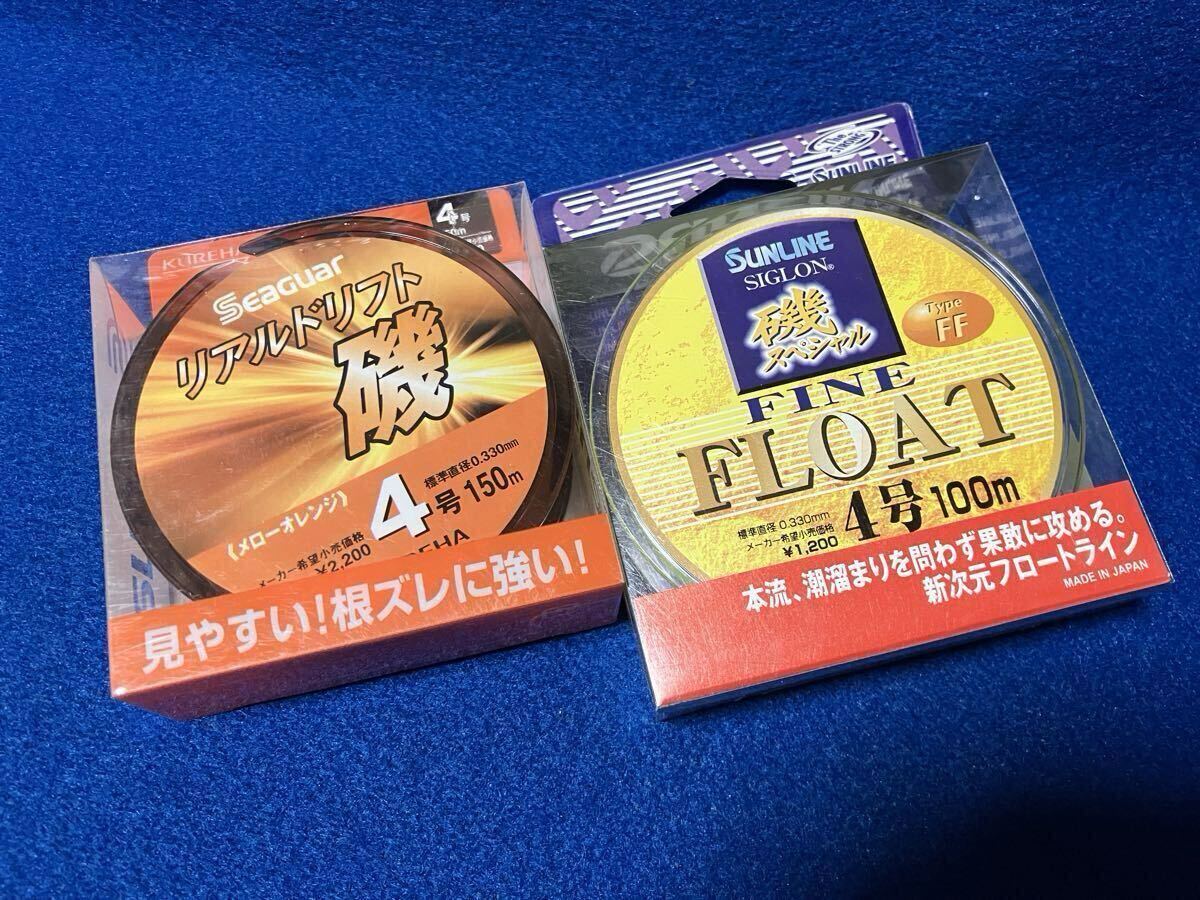 KUREHA
4号
Seaguar
リアルドリフト
磯
《メローオレンジ》
標準直径0.330mm
4号150m
メーカー希望小売価格
¥2,200
見やすい!根ズレに強い!
The STRONG
SUNLINE
SUNLINE
SIGLON®
磯
スペシャル
Type
FF
FINE
FLOAT
標準直径 0.330mm
メーカー希望小売価格
¥1,200
4号100m
本流、潮溜まりを問わず果敢に攻める。
新次元フロートライン
MADE IN JAPAN